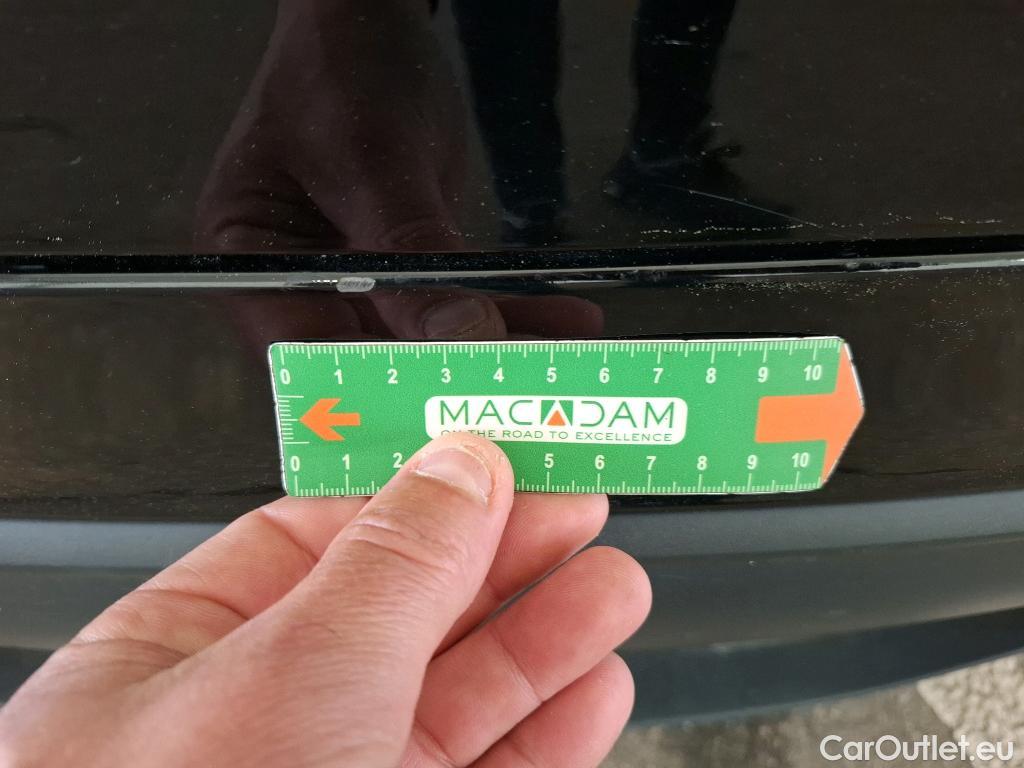 0 1 2 3 4 5 6 7 8 9 10
MACADAM
ON THE ROAD TO EXCELLENCE
0 1 2 5 6 7 8 9 10
CarOutlet.eu